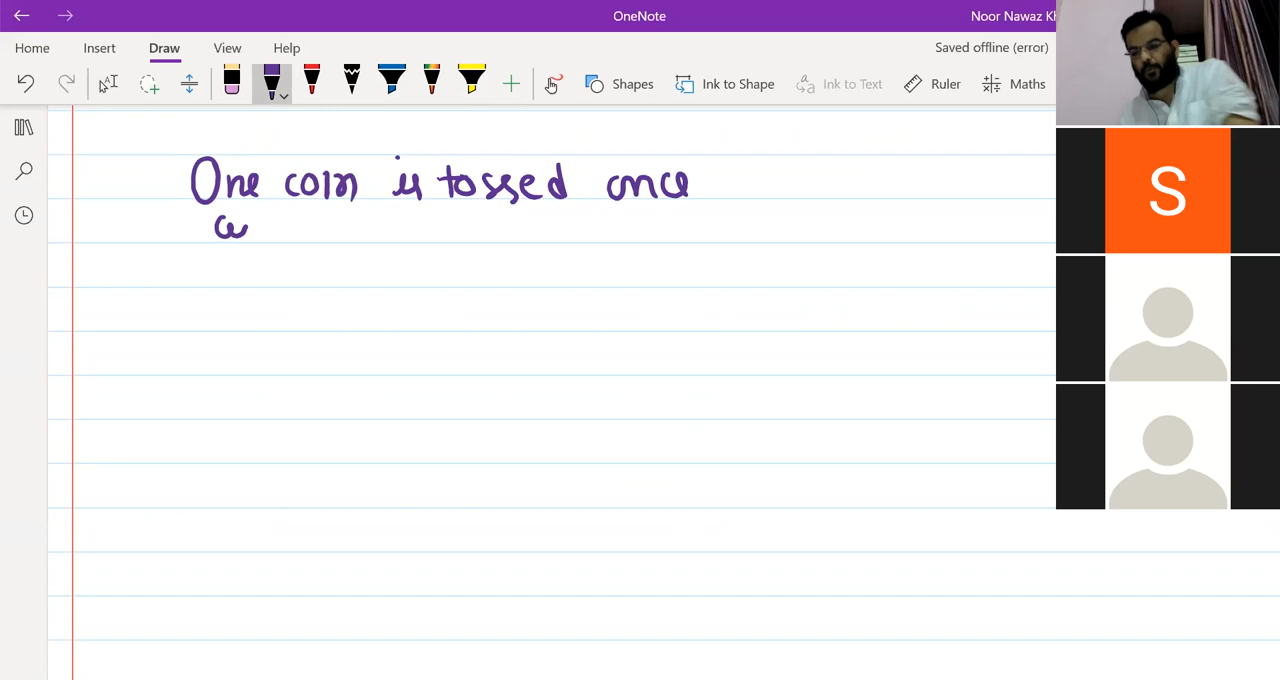 OneNote
Noor Nawaz
Home Insert Draw View Help
Saved offline (error)
Shapes Ink to Shape Ink to Text Ruler Maths
One coin is tossed once
S